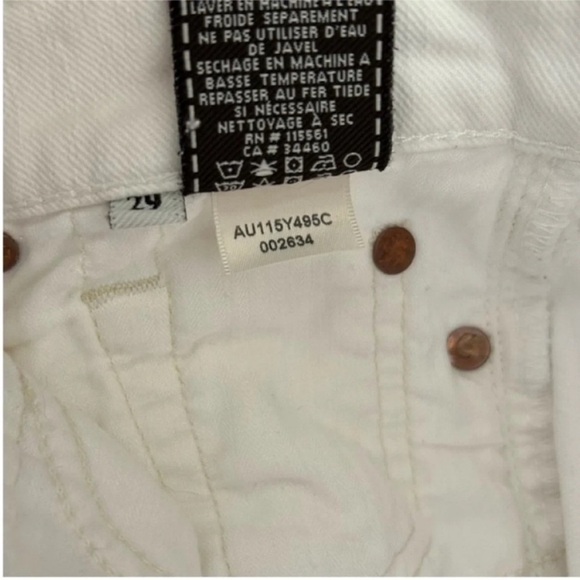 LAVER EN MACHINE A L'EAU
FROIDE SEPAREMENT
NE PAS UTILISER D'EAU
DE JAVEL
SECHAGE EN MACHINE A
BASSE TEMPERATURE
REPASSER AU FER TIEDE
SI NÉCESSAIRE
NETTOYAGE À SEC
RN # 115561
CA # 34460
29
AU115Y495C
002634